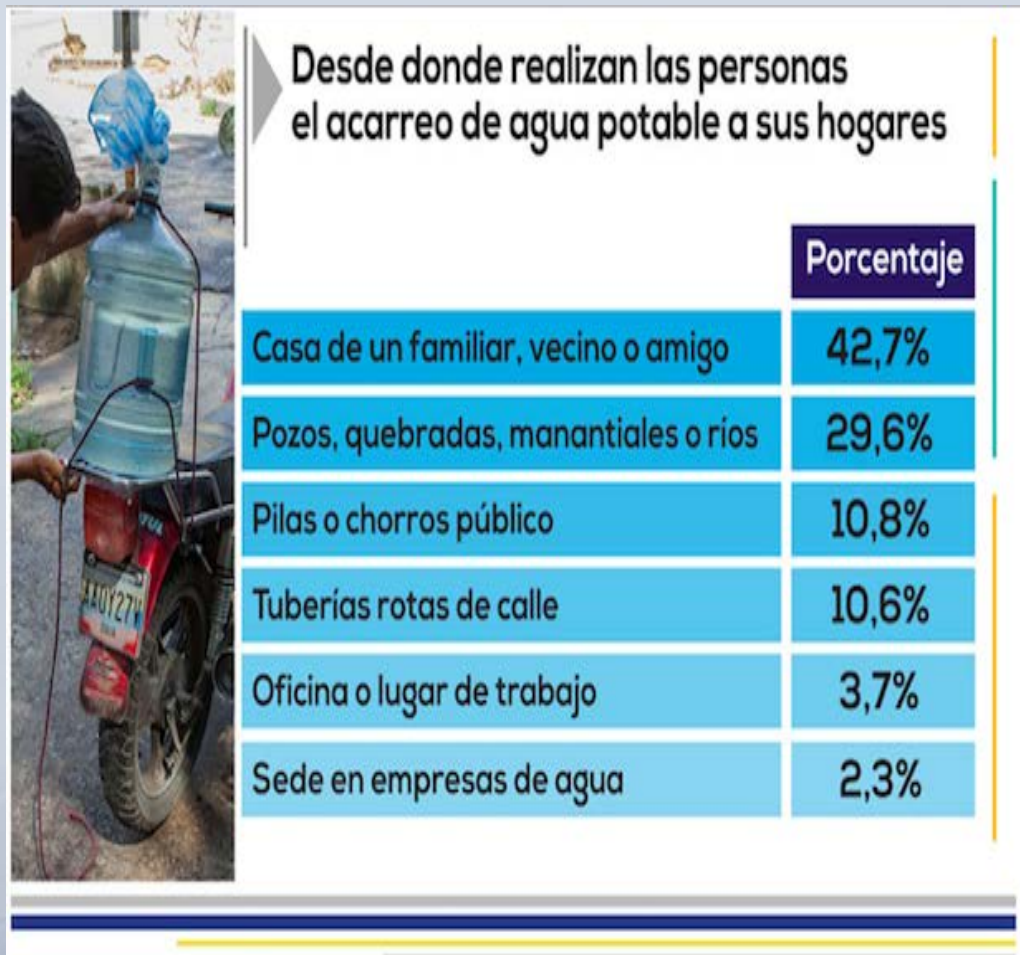 Desde donde realizan las personas
el acarreo de agua potable a sus hogares
Porcentaje
Casa de un familiar, vecino o amigo 42,7%
Pozos, quebradas, manantiales o ríos 29,6%
Pilas o chorros público 10,8%
Tuberías rotas de calle 10,6%
Oficina o lugar de trabajo 3,7%
Sede en empresas de agua 2,3%